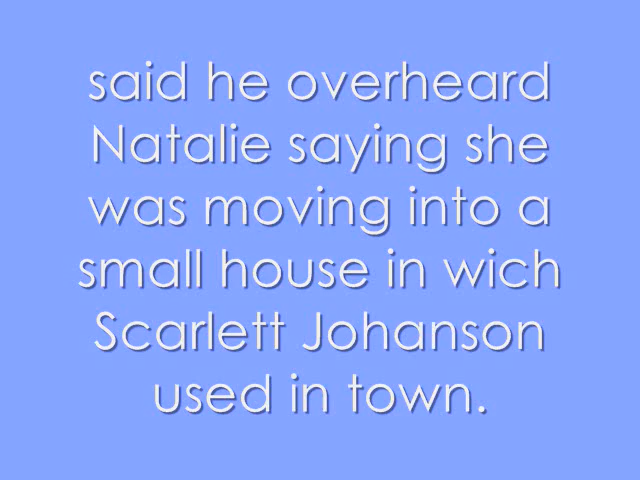 said he overheard
Natalie saying she
was moving into a
small house in wich
Scarlett Johanson
used in town.